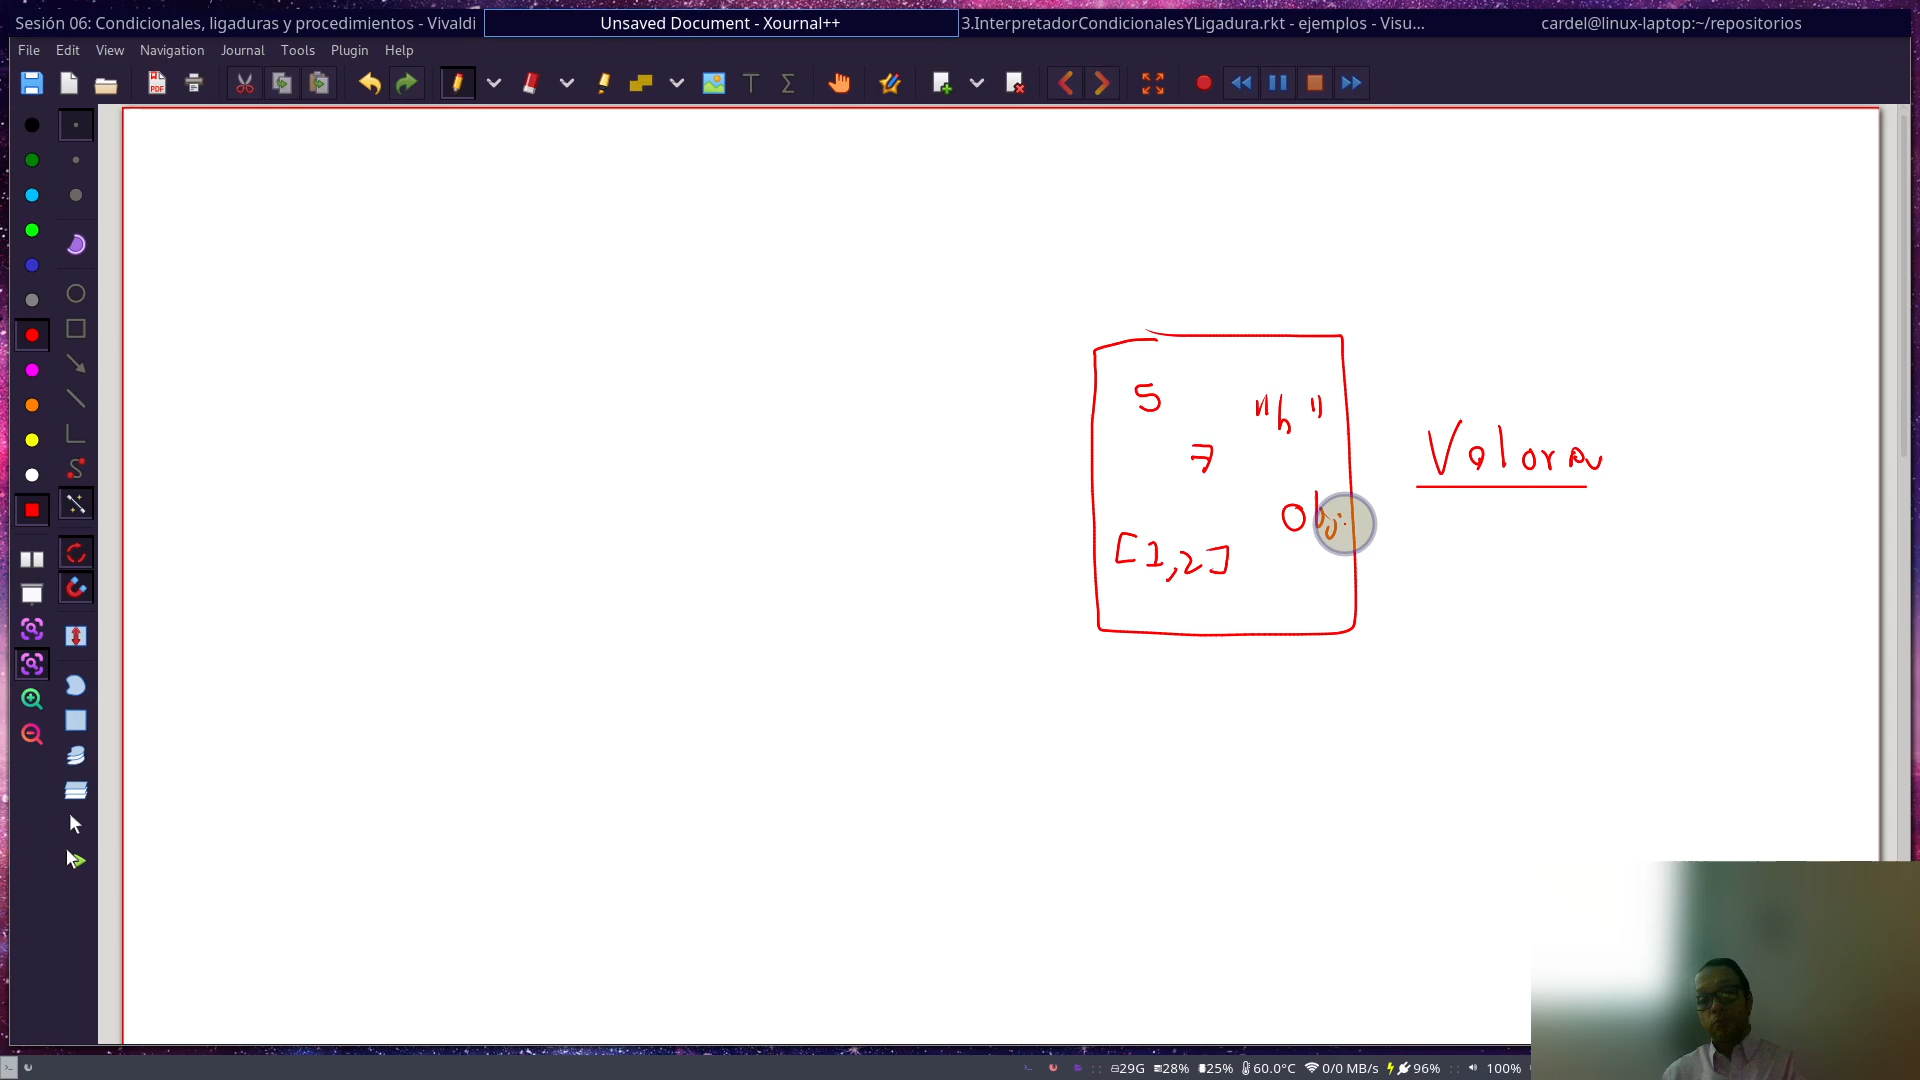 Sesión 06: Condicionales, ligaduras y procedimientos - Vivaldi
Unsaved Document - Xournal++
3.InterpretadorCondicionalesYLigadura.rkt - ejemplos - Visu...
cardel@linux-laptop:~/repositorios
File Edit View Navigation Journal Tools Plugin Help
PDF
5 "h"
7 Valores
[1,2]
29G 28% 25% 60.0°C 0/0 MB/s 96% 100%